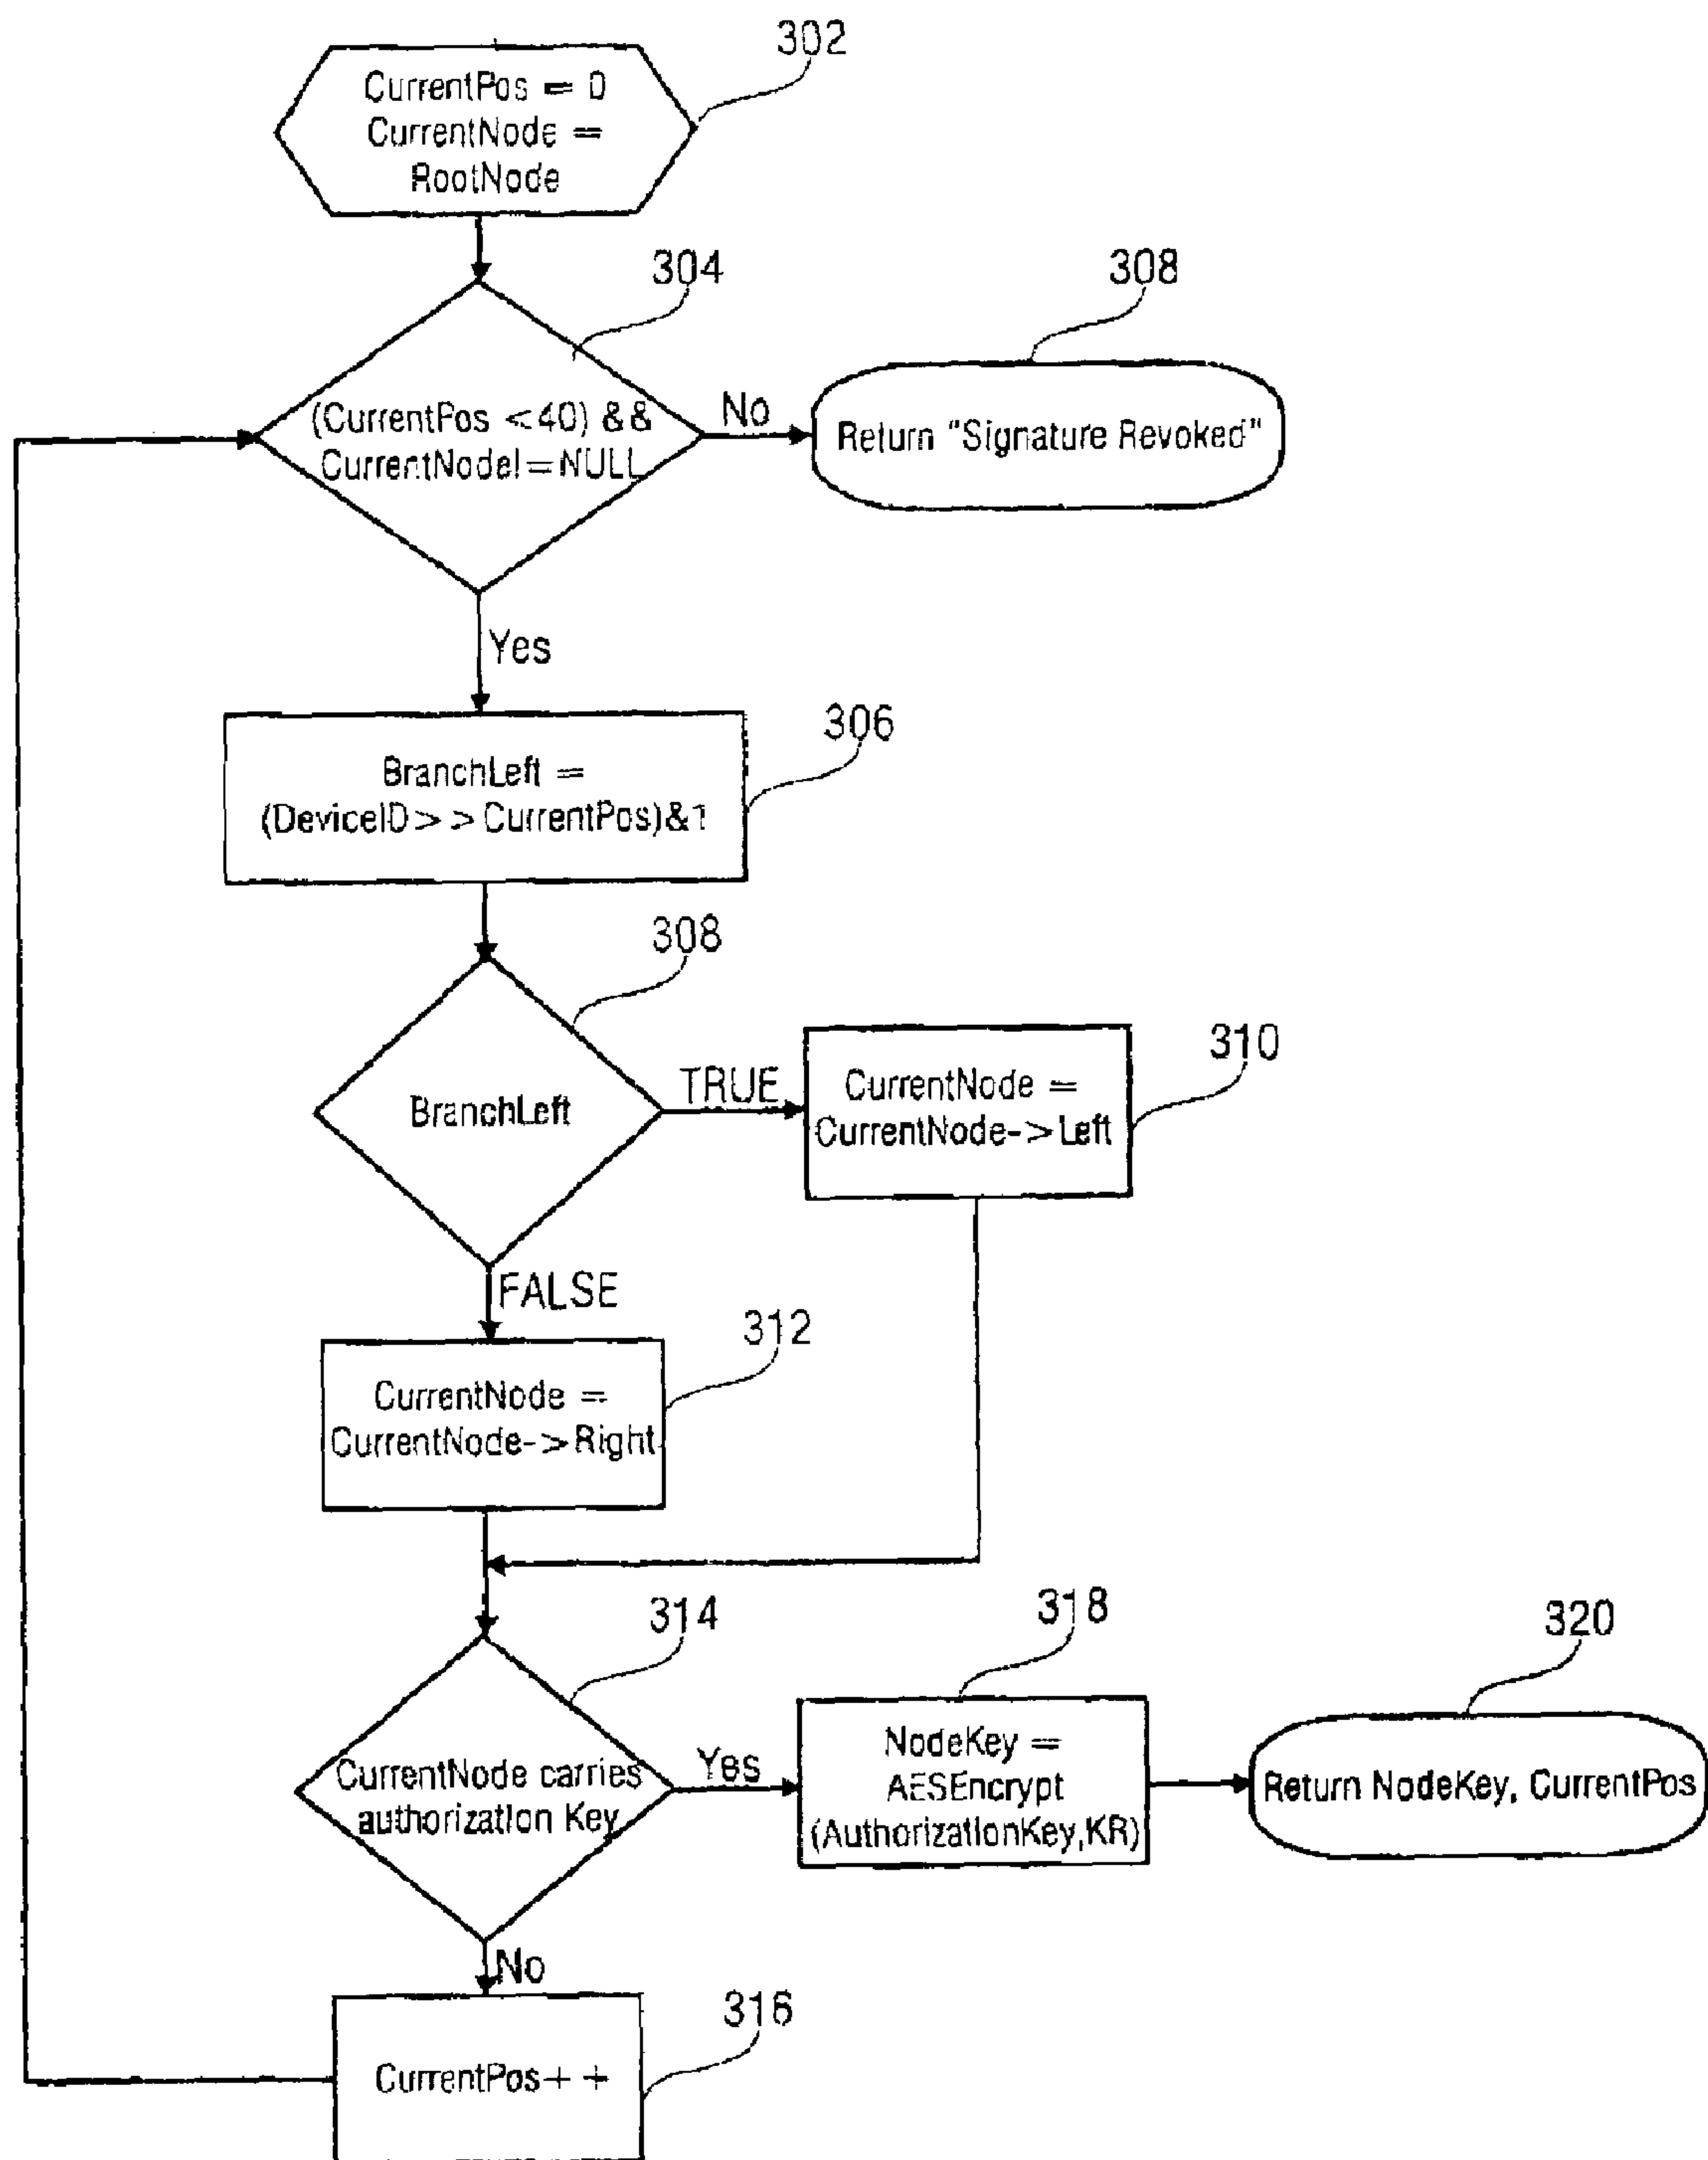 302
CurrentPos = 0
CurrentNode =
RootNode
304
308
(CurrentPos <40) &&
CurrentNode!=NULL
No
Return "Signature Revoked"
Yes
306
BranchLeft =
(DeviceID>>CurrentPos)&1
308
BranchLeft
TRUE
310
CurrentNode =
CurrentNode->Left
FALSE
312
CurrentNode =
CurrentNode->Right
314
318
320
CurrentNode carries
authorization Key
Yes
NodeKey =
AESEncrypt
(AuthorizationKey,KR)
Return NodeKey, CurrentPos
No
316
CurrentPos++